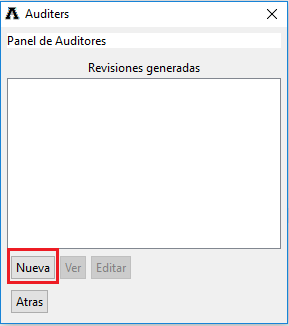 Auditers
Panel de Auditores
Revisiones generadas
Nueva Ver Editar
Atras